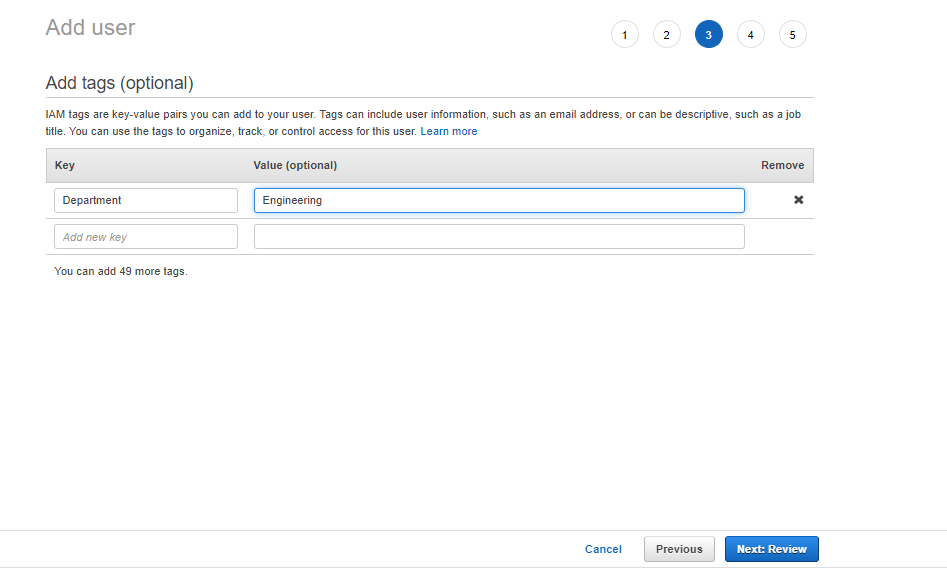 Add user
1 2 3 4 5
Add tags (optional)
IAM tags are key-value pairs you can add to your user. Tags can include user information, such as an email address, or can be descriptive, such as a job
title. You can use the tags to organize, track, or control access for this user. Learn more
Key Value (optional) Remove
Department Engineering ✖
Add new key
You can add 49 more tags.
Cancel Previous Next: Review